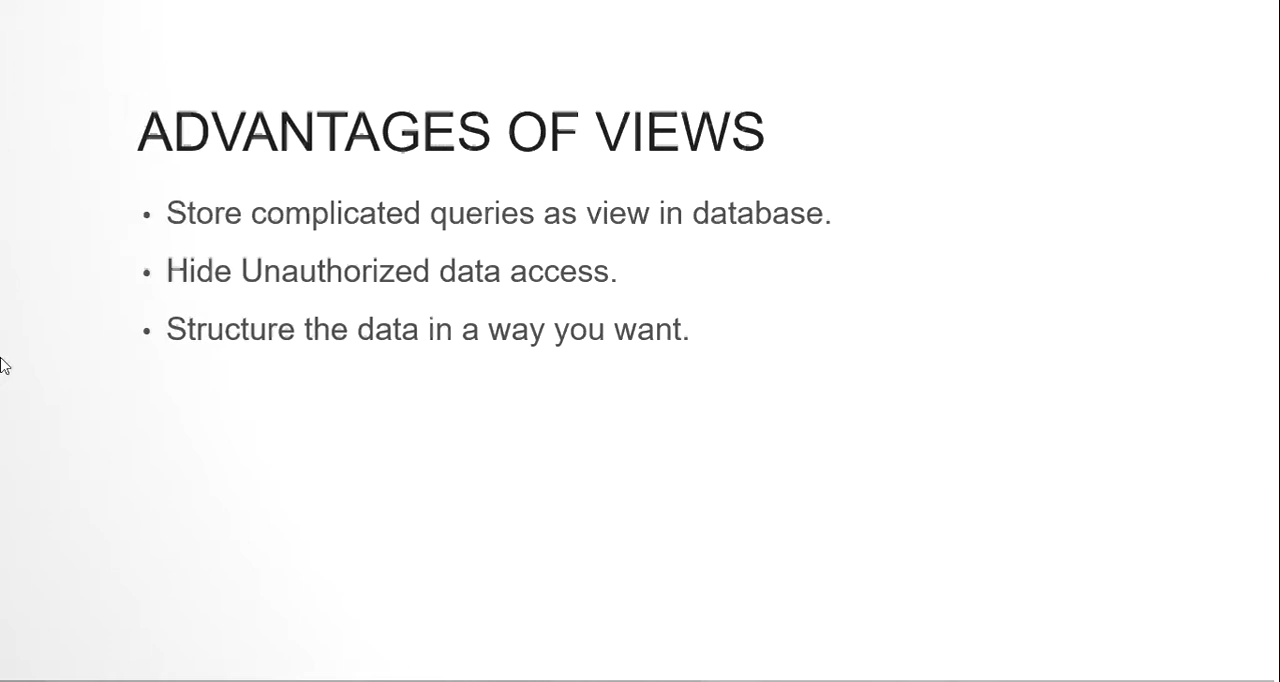 ADVANTAGES OF VIEWS
• Store complicated queries as view in database.
• Hide Unauthorized data access.
• Structure the data in a way you want.